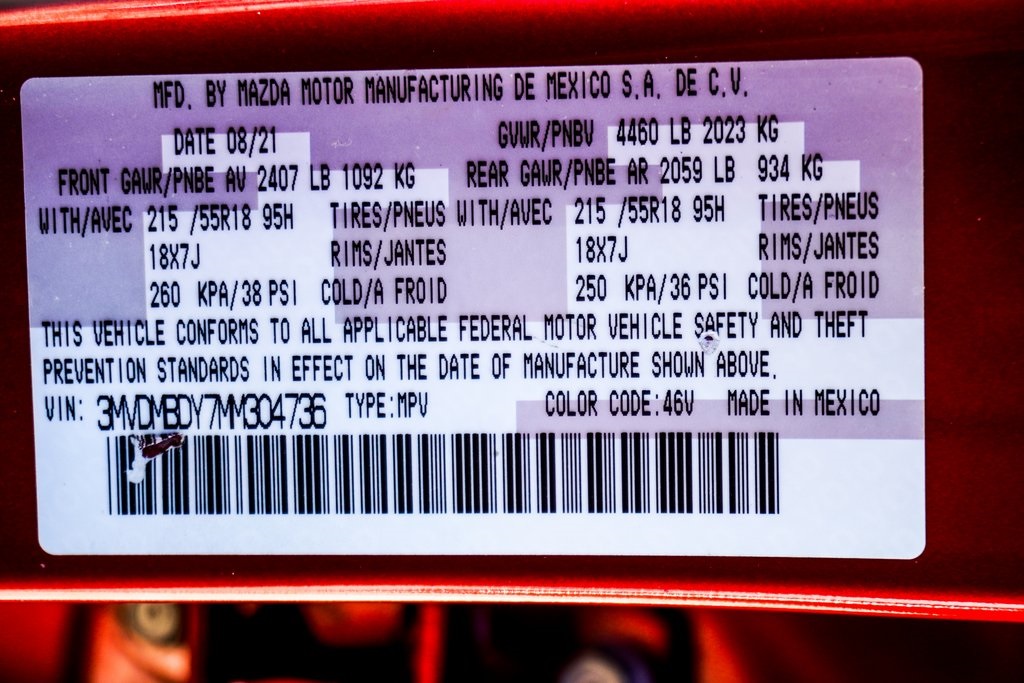 MFD. BY MAZDA MOTOR MANUFACTURING DE MEXICO S.A. DE C.V.
DATE 08/21 GVWR/PNBV 4460 LB 2023 KG
FRONT GAWR/PNBE AV 2407 LB 1092 KG REAR GAWR/PNBE AR 2059 LB 934 KG
WITH/AVEC 215 /55R18 95H TIRES/PNEUS WITH/AVEC 215 /55R18 95H TIRES/PNEUS
18X7J RIMS/JANTES 18X7J RIMS/JANTES
260 KPA/38 PSI COLD/A FROID 250 KPA/36 PSI COLD/A FROID
THIS VEHICLE CONFORMS TO ALL APPLICABLE FEDERAL MOTOR VEHICLE SAFETY AND THEFT
PREVENTION STANDARDS IN EFFECT ON THE DATE OF MANUFACTURE SHOWN ABOVE.
VIN: 3MVDMBDY7MM304736 TYPE:MPV COLOR CODE:46V MADE IN MEXICO